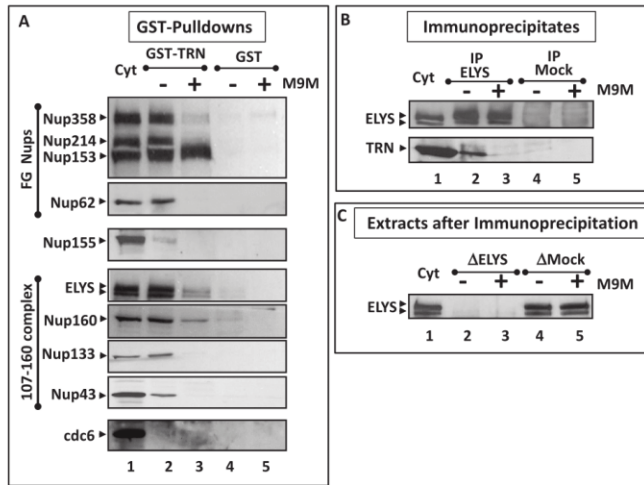 A
GST-Pulldowns
GST-TRN GST
Cyt - + - + M9M
FG Nups
Nup358
Nup214
Nup153
Nup62
Nup155
107-160 complex
ELYS
Nup160
Nup133
Nup43
cdc6
1 2 3 4 5
B
Immunoprecipitates
IP IP
Cyt ELYS Mock
- + - + M9M
ELYS
TRN
1 2 3 4 5
C
Extracts after Immunoprecipitation
ΔELYS ΔMock
Cyt - + - + M9M
ELYS
1 2 3 4 5